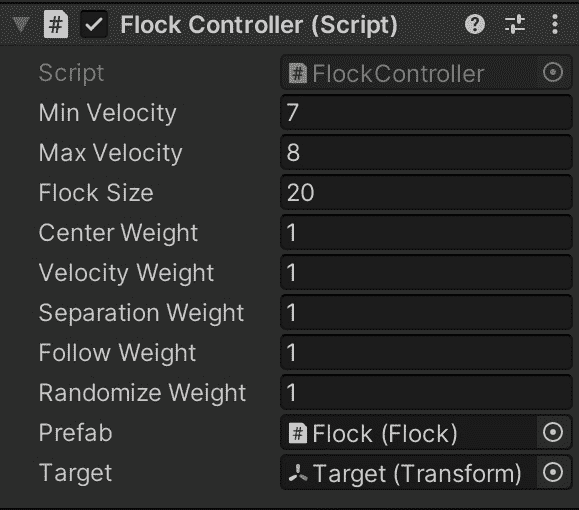 Flock Controller (Script)
Script FlockController
Min Velocity 7
Max Velocity 8
Flock Size 20
Center Weight 1
Velocity Weight 1
Separation Weight 1
Follow Weight 1
Randomize Weight 1
Prefab Flock (Flock)
Target Target (Transform)